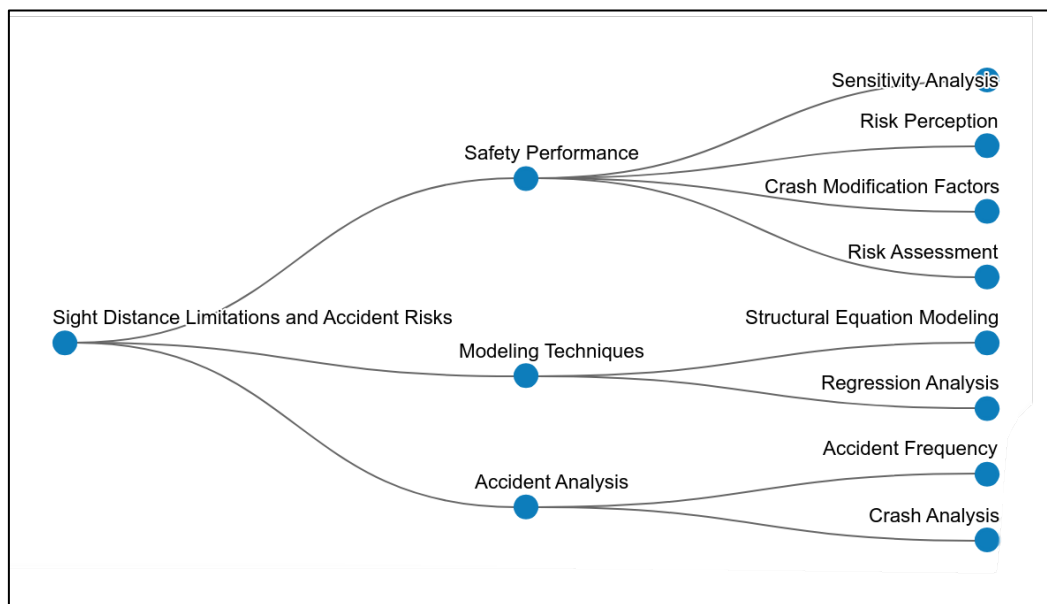 Sensitivity Analysis
Risk Perception
Safety Performance
Crash Modification Factors
Risk Assessment
Sight Distance Limitations and Accident Risks
Structural Equation Modeling
Modeling Techniques
Regression Analysis
Accident Frequency
Accident Analysis
Crash Analysis